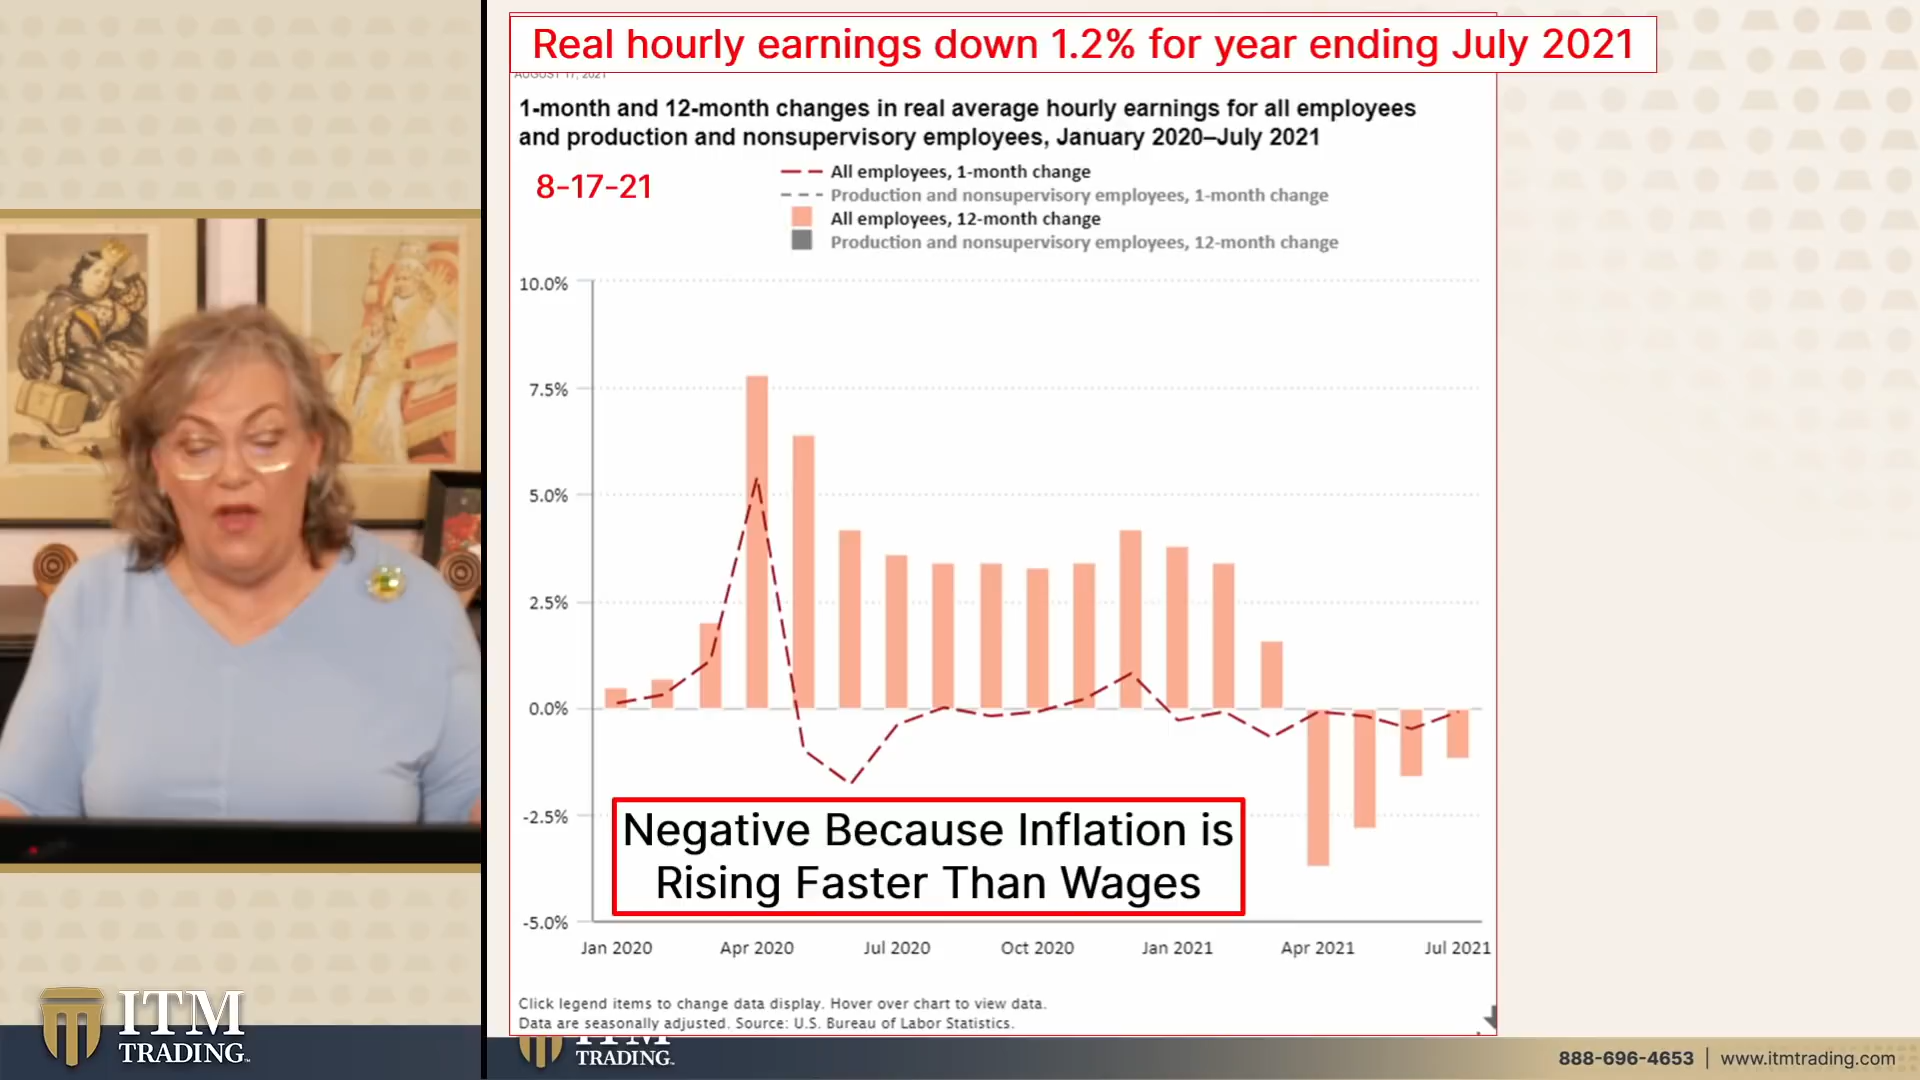 Real hourly earnings down 1.2% for year ending July 2021
AUGUST 17, 2021
1-month and 12-month changes in real average hourly earnings for all employees
and production and nonsupervisory employees, January 2020–July 2021
8-17-21
All employees, 1-month change
Production and nonsupervisory employees, 1-month change
All employees, 12-month change
Production and nonsupervisory employees, 12-month change
10.0%
7.5%
5.0%
2.5%
0.0%
-2.5%
-5.0%
Negative Because Inflation is
Rising Faster Than Wages
Jan 2020 Apr 2020 Jul 2020 Oct 2020 Jan 2021 Apr 2021 Jul 2021
Click legend items to change data display. Hover over chart to view data.
Data are seasonally adjusted. Source: U.S. Bureau of Labor Statistics.
ITM
TRADING™
ITM
TRADING™
888-696-4653 | www.itmtrading.com